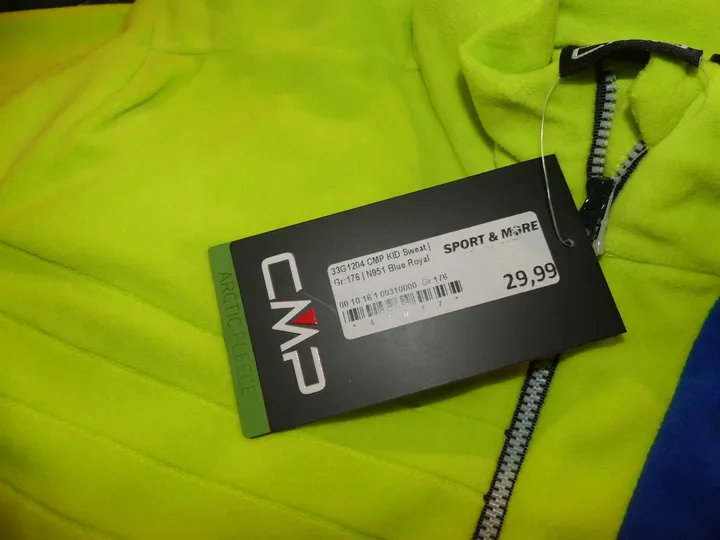 ARCTIC FLEECE
CMP
33G1204 CMP KID Sweat |
Gr:176 | N951 Blue Royal
SPORT & MORE
29,99
00 10 16 1 00310000 Gr.176